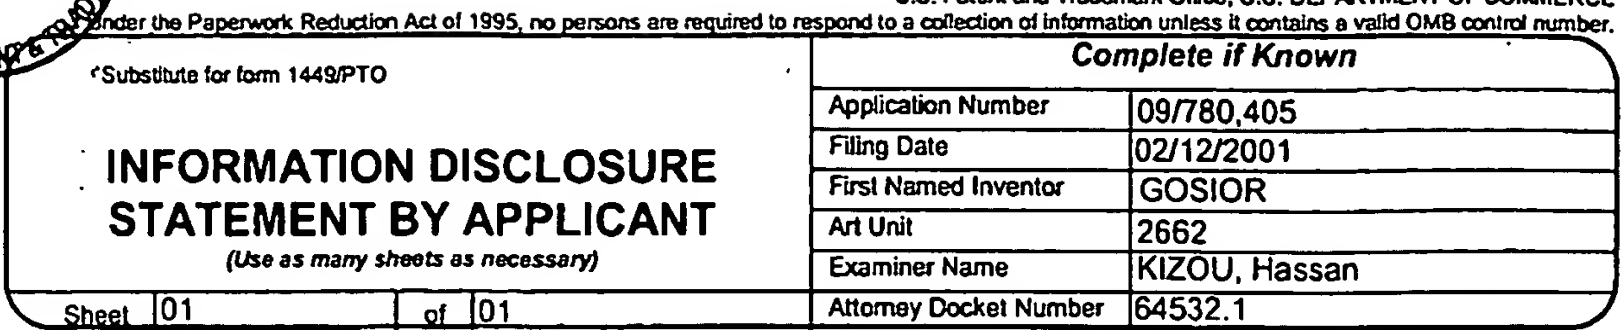 Under the Paperwork Reduction Act of 1995, no persons are required to respond to a collection of information unless it contains a valid OMB control number.
Substitute for form 1449/PTO
Complete if Known
INFORMATION DISCLOSURE
STATEMENT BY APPLICANT
(Use as many sheets as necessary)
Application Number 09/780,405
Filing Date 02/12/2001
First Named Inventor GOSIOR
Art Unit 2662
Examiner Name KIZOU, Hassan
Sheet 01 of 01
Attorney Docket Number 64532.1